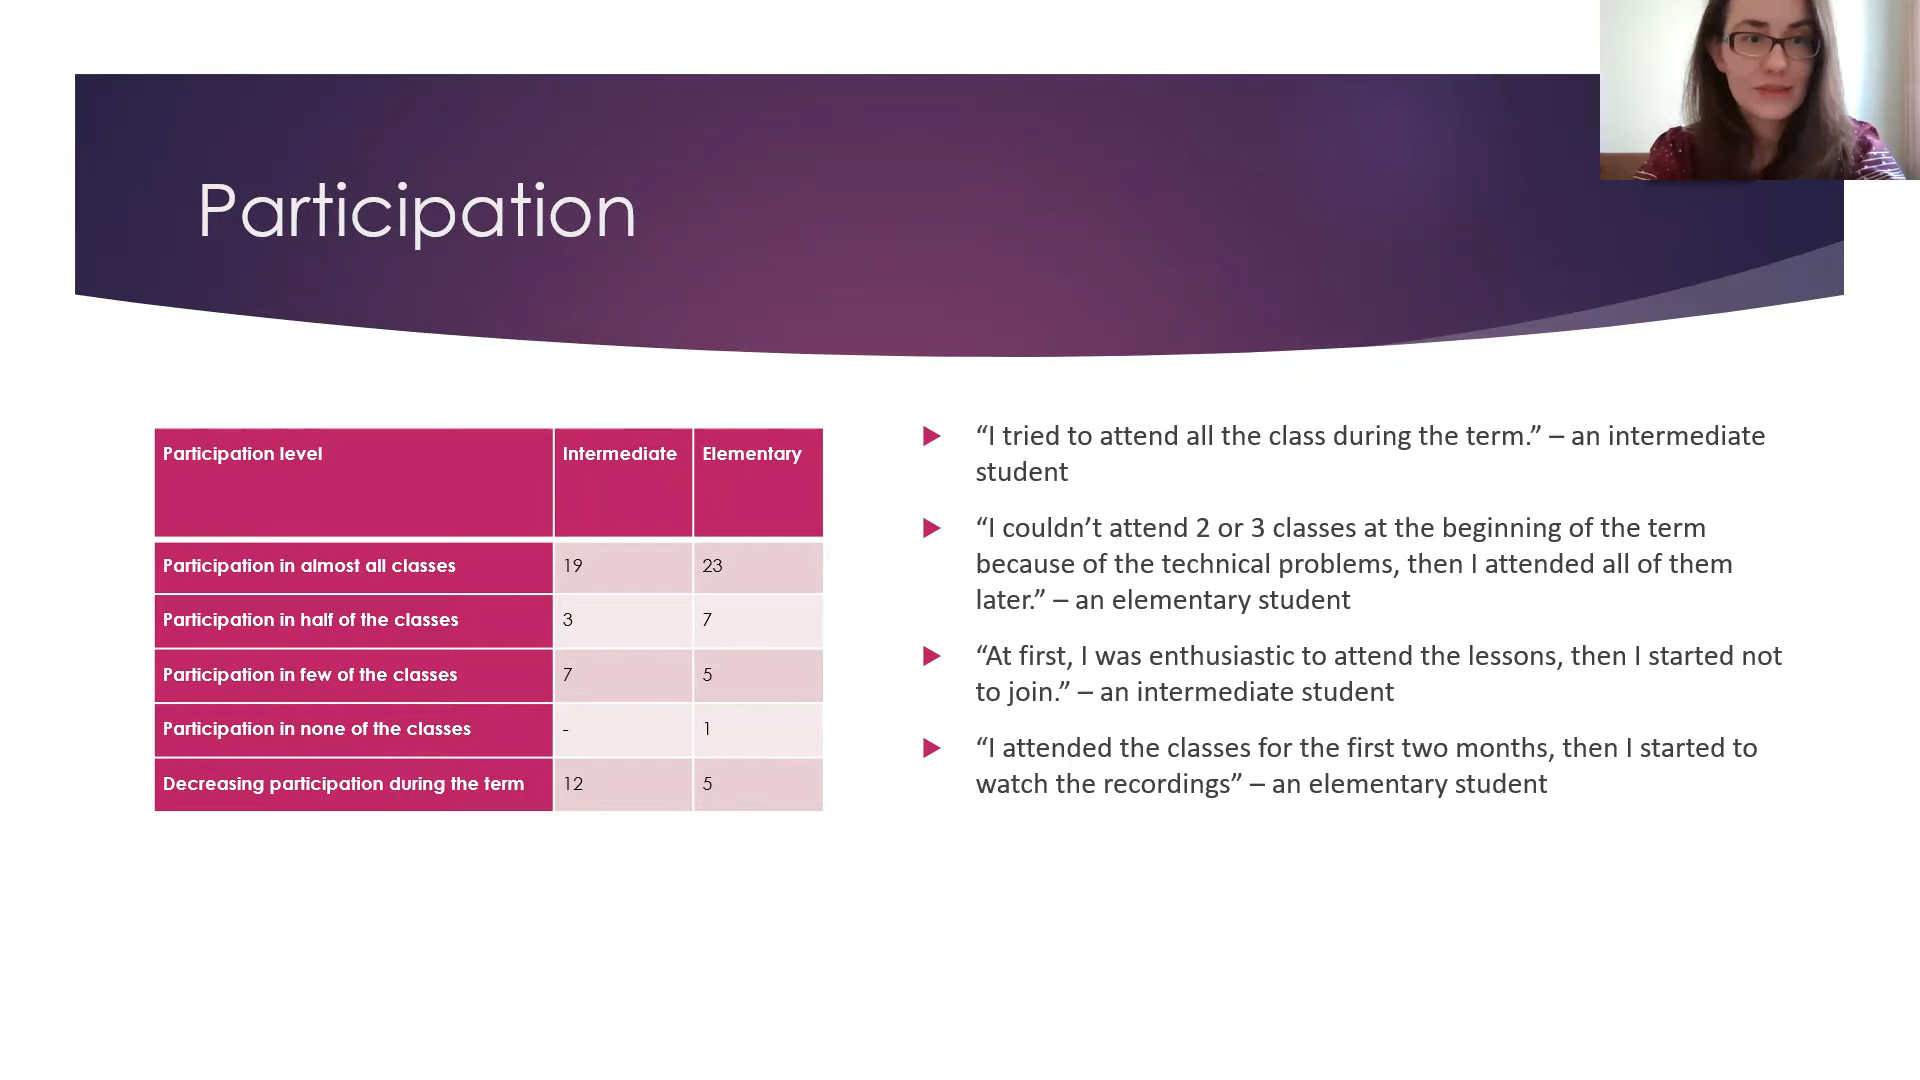 Participation
Participation level Intermediate Elementary
Participation in almost all classes 19 23
Participation in half of the classes 3 7
Participation in few of the classes 7 5
Participation in none of the classes - 1
Decreasing participation during the term 12 5
“I tried to attend all the class during the term.” – an intermediate
student
“I couldn’t attend 2 or 3 classes at the beginning of the term
because of the technical problems, then I attended all of them
later.” – an elementary student
“At first, I was enthusiastic to attend the lessons, then I started not
to join.” – an intermediate student
“I attended the classes for the first two months, then I started to
watch the recordings” – an elementary student